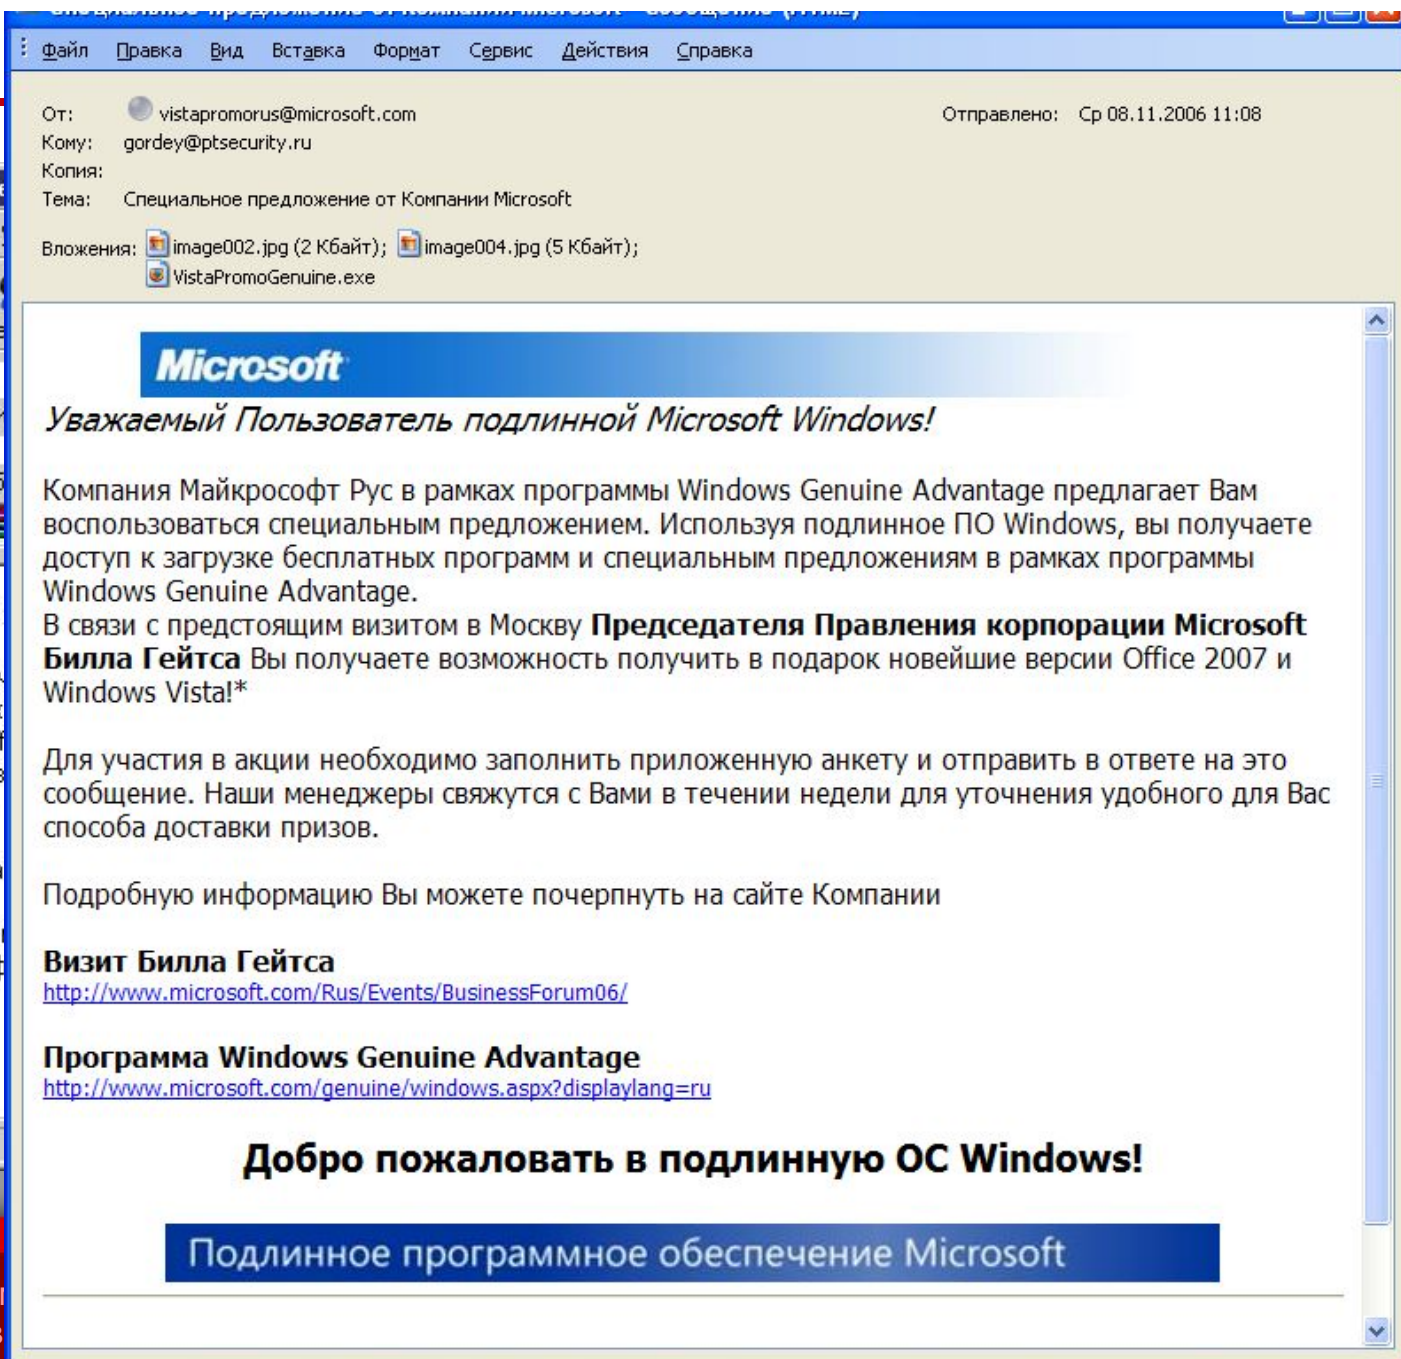 Специальное предложение от Компании Microsoft - Сообщение (HTML)
Файл Правка Вид Вставка Формат Сервис Действия Справка
От: vistapromorus@microsoft.com Отправлено: Ср 08.11.2006 11:08
Кому: gordey@ptsecurity.ru
Копия:
Тема: Специальное предложение от Компании Microsoft
Вложения: image002.jpg (2 Кбайт); image004.jpg (5 Кбайт);
VistaPromoGenuine.exe
Microsoft
Уважаемый Пользователь подлинной Microsoft Windows!
Компания Майкрософт Рус в рамках программы Windows Genuine Advantage предлагает Вам
воспользоваться специальным предложением. Используя подлинное ПО Windows, вы получаете
доступ к загрузке бесплатных программ и специальным предложениям в рамках программы
Windows Genuine Advantage.
В связи с предстоящим визитом в Москву Председателя Правления корпорации Microsoft
Билла Гейтса Вы получаете возможность получить в подарок новейшие версии Office 2007 и
Windows Vista!*
Для участия в акции необходимо заполнить приложенную анкету и отправить в ответе на это
сообщение. Наши менеджеры свяжутся с Вами в течении недели для уточнения удобного для Вас
способа доставки призов.
Подробную информацию Вы можете почерпнуть на сайте Компании
Визит Билла Гейтса
http://www.microsoft.com/Rus/Events/BusinessForum06/
Программа Windows Genuine Advantage
http://www.microsoft.com/genuine/windows.aspx?displaylang=ru
Добро пожаловать в подлинную ОС Windows!
Подлинное программное обеспечение Microsoft